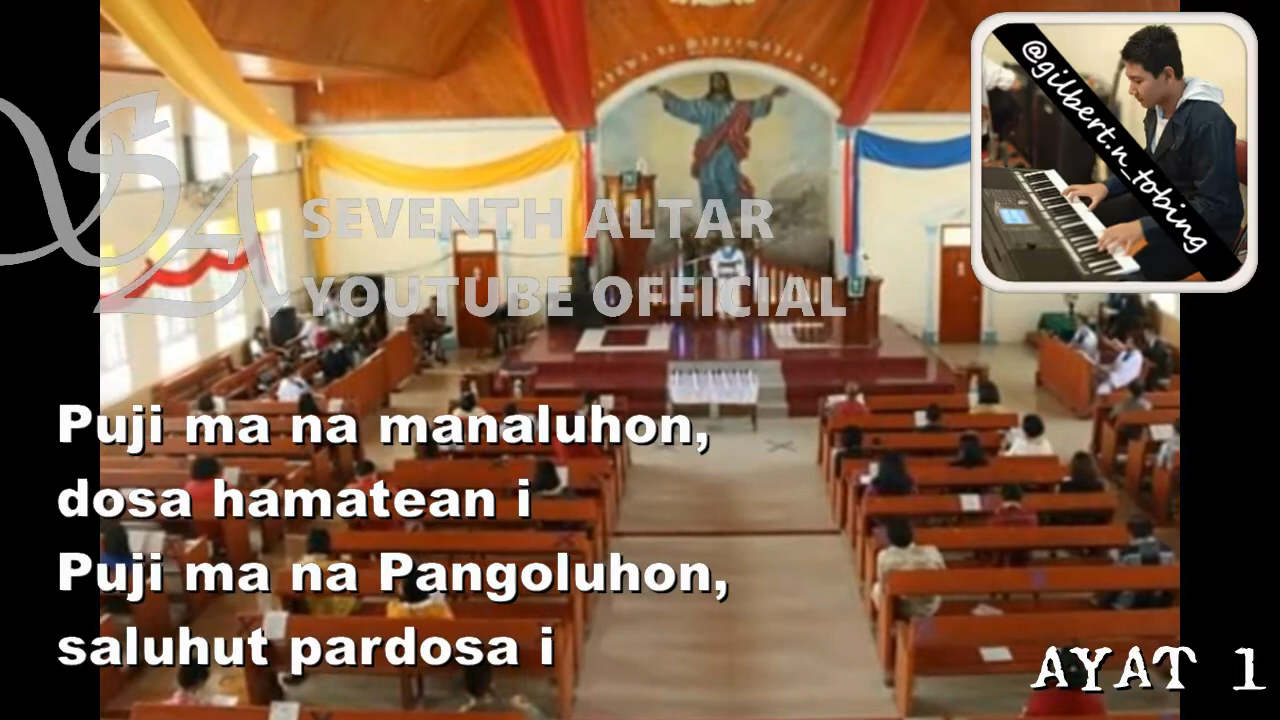 @gilbert.n_tobing
SA
SEVENTH ALTAR
YOUTUBE OFFICIAL
Puji ma na manaluhon,
dosa hamatean i
Puji ma na Pangoluhon,
saluhut pardosa i
AYAT 1